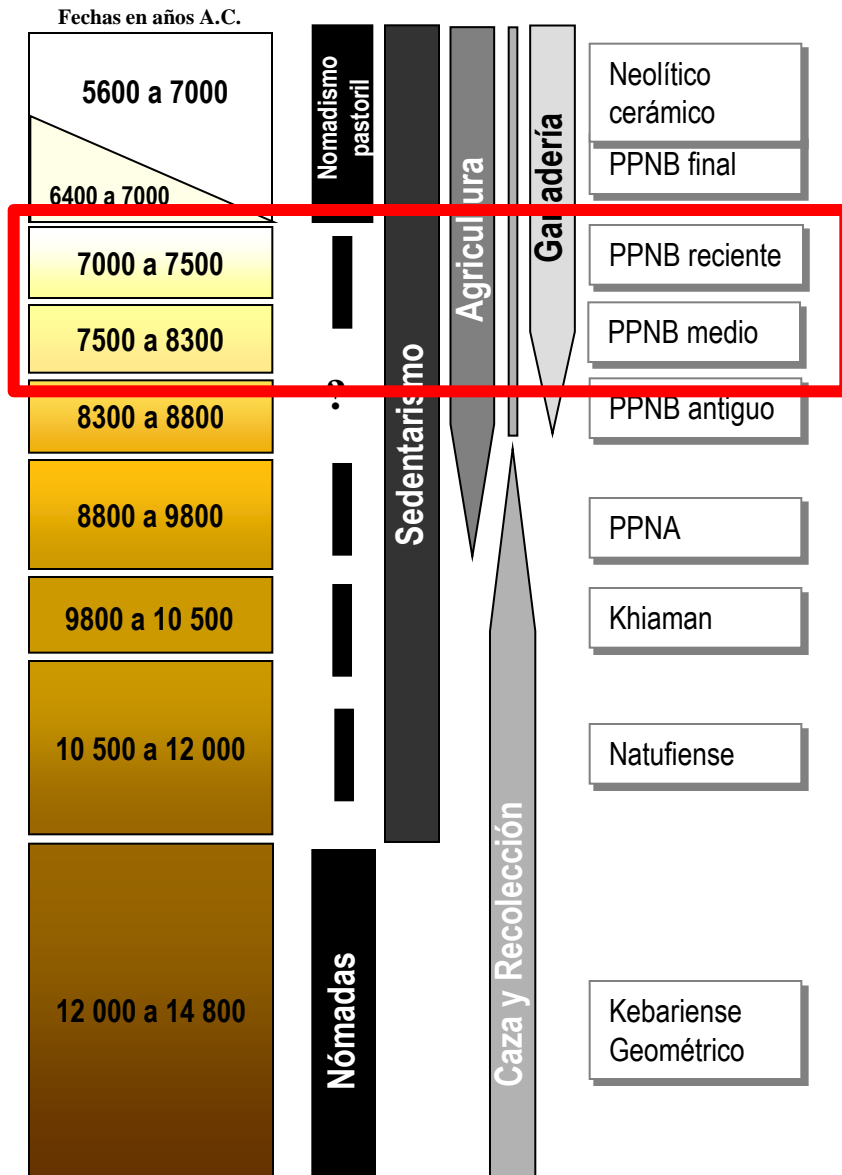 Fechas en años A.C.
5600 a 7000
6400 a 7000
7000 a 7500
7500 a 8300
8300 a 8800
8800 a 9800
9800 a 10 500
10 500 a 12 000
12 000 a 14 800
Nomadismo
pastoril
?
Nómadas
Sedentarismo
Agricultura
Caza y Recolección
Ganadería
Neolítico
cerámico
PPNB final
PPNB reciente
PPNB medio
PPNB antiguo
PPNA
Khiaman
Natufiense
Kebariense
Geométrico